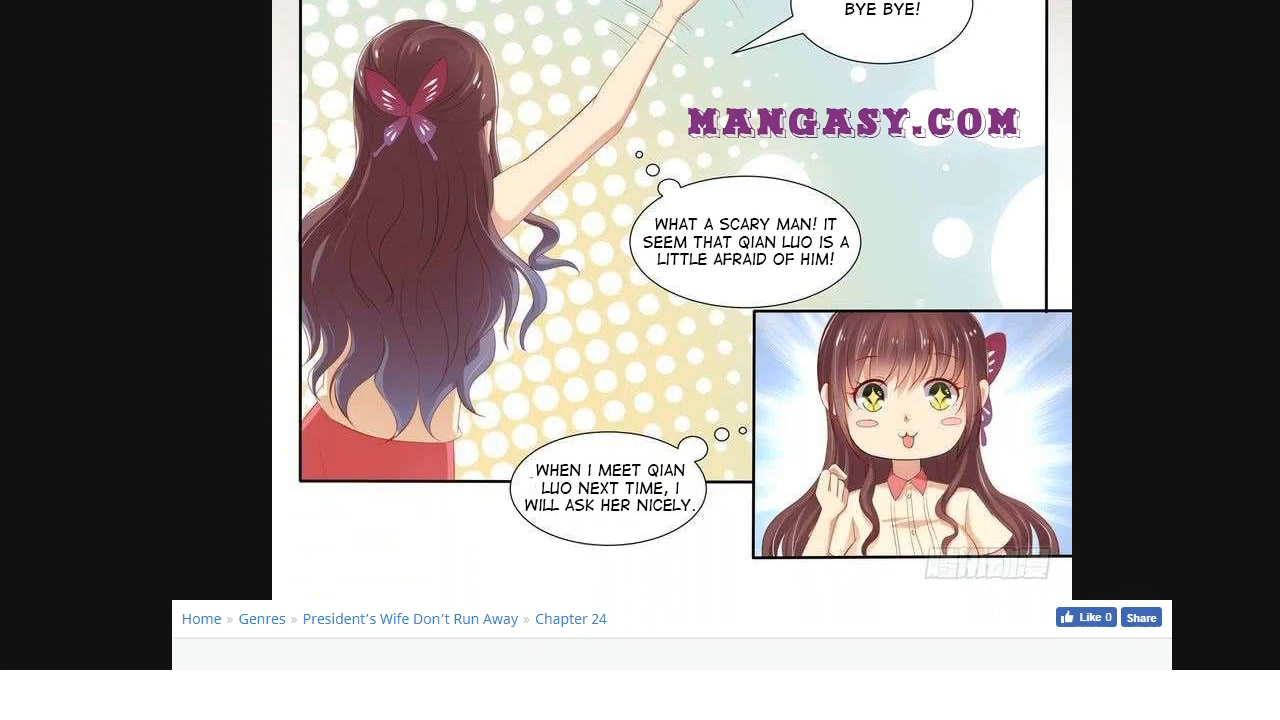 BYE BYE!
MANGASY.COM
WHAT A SCARY MAN! IT
SEEM THAT QIAN LUO IS A
LITTLE AFRAID OF HIM!
WHEN I MEET QIAN
LUO NEXT TIME, I
WILL ASK HER NICELY.
Home » Genres » President's Wife Don't Run Away » Chapter 24
Like 0
Share